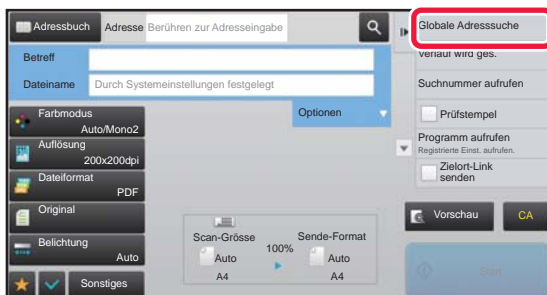 Adressbuch
Adresse
Berühren zur Adresseingabe
Betreff
Dateiname
Durch Systemeinstellungen festgelegt
Optionen
Farbmodus
Auto/Mono2
Auflösung
200x200dpi
Dateiformat
PDF
Original
Belichtung
Auto
Sonstiges
Scan-Grösse
Auto
A4
100%
Sende-Format
Auto
A4
Globale Adresssuche
Verlauf wird ges.
Suchnummer aufrufen
Prüfstempel
Programm aufrufen
Registrierte Einst. aufrufen.
Zielort-Link
senden
Vorschau
CA
Start